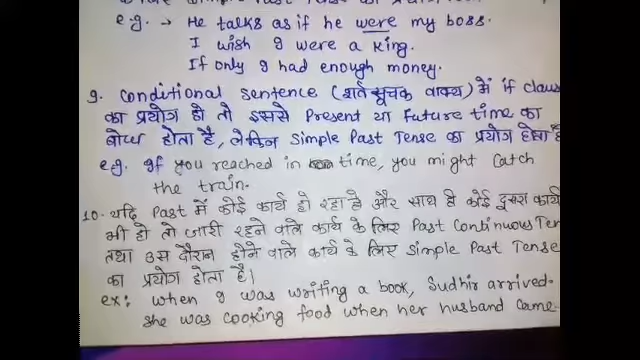 e.g. → He talks as if he were my boss.
I wish I were a King.
If only I had enough money.
9. Conditional Sentence (शर्त सूचक वाक्य) में if claus
का प्रयोग हो तो इससे Present या Future time का
बोध होता है, लेकिन Simple Past Tense का प्रयोग होता है
e.g. If you reached in time, you might catch
the train.
10. यदि Past में कोई कार्य हो रहा हो और साथ ही कोई दूसरा कार्य
भी हो तो जारी रहने वाले कार्य के लिए Past Continuous Ten
तथा उस दौरान होने वाले कार्य के लिए Simple Past Tense
का प्रयोग होता है।
ex: When I was writing a book, Sudhir arrived.
She was cooking food when her husband came.